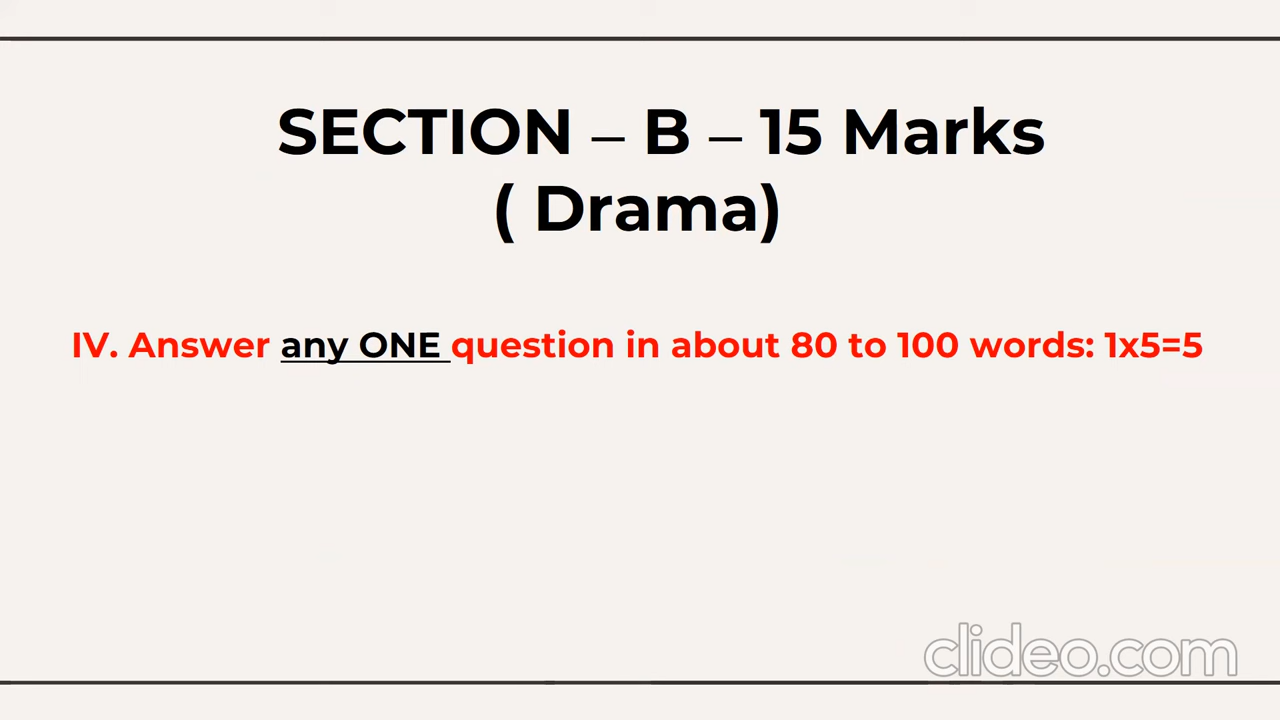 SECTION – B – 15 Marks
( Drama)
IV. Answer any ONE question in about 80 to 100 words: 1x5=5
clideo.com